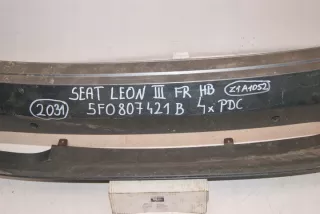 SEAT LEON III FR HB Z1A1052
2031 5F0807421B 4x PDC